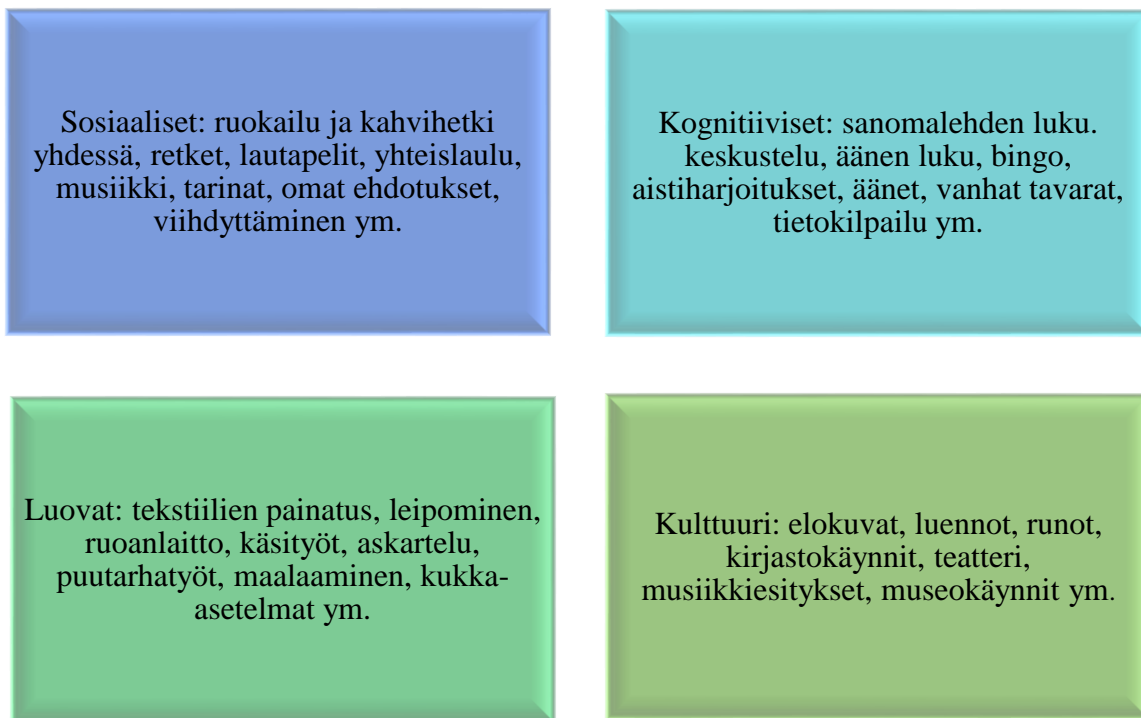 Sosiaaliset: ruokailu ja kahvihetki
yhdessä, retket, lautapelit, yhteislaulu,
musiikki, tarinat, omat ehdotukset,
viihdyttäminen ym.
Kognitiiviset: sanomalehden luku.
keskustelu, äänen luku, bingo,
aistiharjoitukset, äänet, vanhat tavarat,
tietokilpailu ym.
Luovat: tekstiilien painatus, leipominen,
ruoanlaitto, käsityöt, askartelu,
puutarhatyöt, maalaaminen, kukka-
asetelmat ym.
Kulttuuri: elokuvat, luennot, runot,
kirjastokäynnit, teatteri,
musiikkiesitykset, museokäynnit ym.